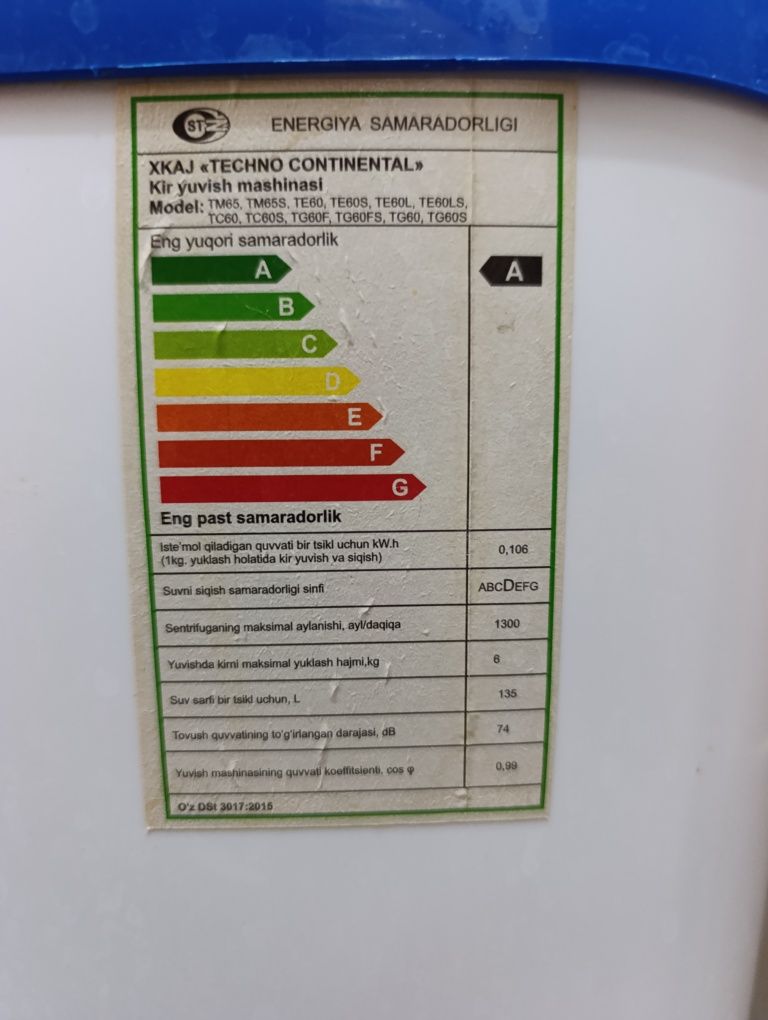 ST
ENERGIYA SAMARADORLIGI
XKAJ «TECHNO CONTINENTAL»
Kir yuvish mashinasi
Model: TM65, TM65S, TE60, TE60S, TE60L, TE60LS,
TC60, TC60S, TG60F, TG60FS, TG60, TG60S
Eng yuqori samaradorlik
A
A
B
C
D
E
F
G
Eng past samaradorlik
Iste'mol qiladigan quvvati bir tsikl uchun kW.h
(1kg. yuklash holatida kir yuvish va siqish)
0,106
Suvni siqish samaradorligi sinfi
ABCDEFG
Sentrifuganing maksimal aylanishi, ayl/daqiqa
1300
Yuvishda kirni maksimal yuklash hajmi,kg
6
Suv sarfi bir tsikl uchun, L
135
Tovush quvvatining to'g'irlangan darajasi, dB
74
Yuvish mashinasining quvvati koeffitsienti, cos φ
0,99
O'z DSt 3017:2015